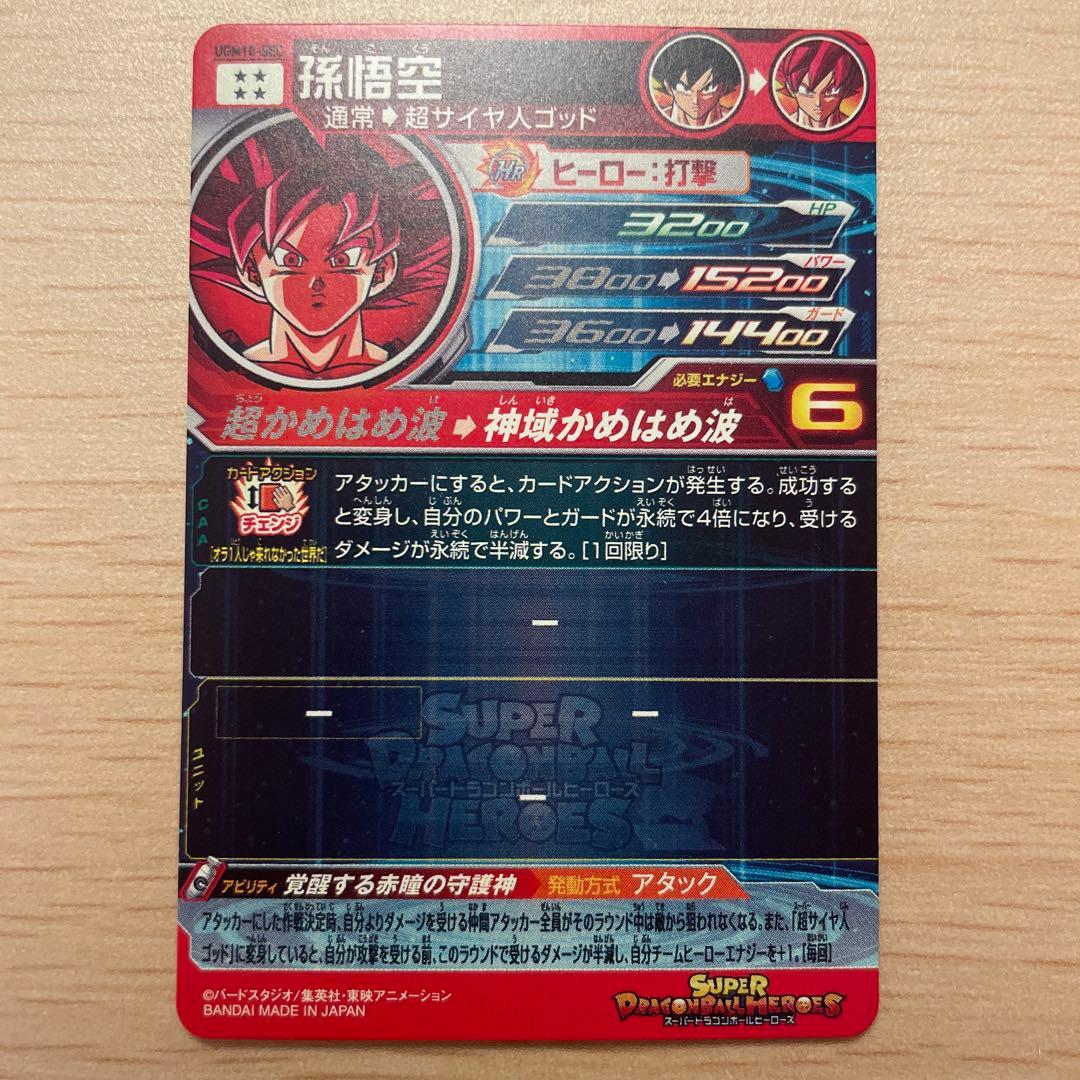 UGM10-SEC
孫悟空
通常➡超サイヤ人ゴッド
HR ヒーロー:打撃
HP
3200
パワー
3800➡15200
ガード
3600➡14400
必要エナジー 6
超かめはめ波➡神域かめはめ波
CAA
カードアクション
チェンジ
[オラ1人じゃ来れなかった世界だ]
アタッカーにすると、カードアクションが発生する。成功する
と変身し、自分のパワーとガードが永続で4倍になり、受ける
ダメージが永続で半減する。[1回限り]
ー
ユニット
ー ー
ー
SUPER
DRAGONBALL
スーパードラゴンボールヒーローズ
HEROES
アビリティ 覚醒する赤瞳の守護神 発動方式 アタック
アタッカーにした作戦決定時、自分よりダメージを受ける仲間アタッカー全員がそのラウンド中は敵から狙われなくなる。また、「超サイヤ人
ゴッド」に変身していると、自分が攻撃を受ける前、このラウンドで受けるダメージが半減し、自分チームヒーローエナジーを+1。[毎回]
©バードスタジオ/集英社・東映アニメーション
BANDAI MADE IN JAPAN
SUPER
DRAGONBALL HEROES
スーパードラゴンボールヒーローズ